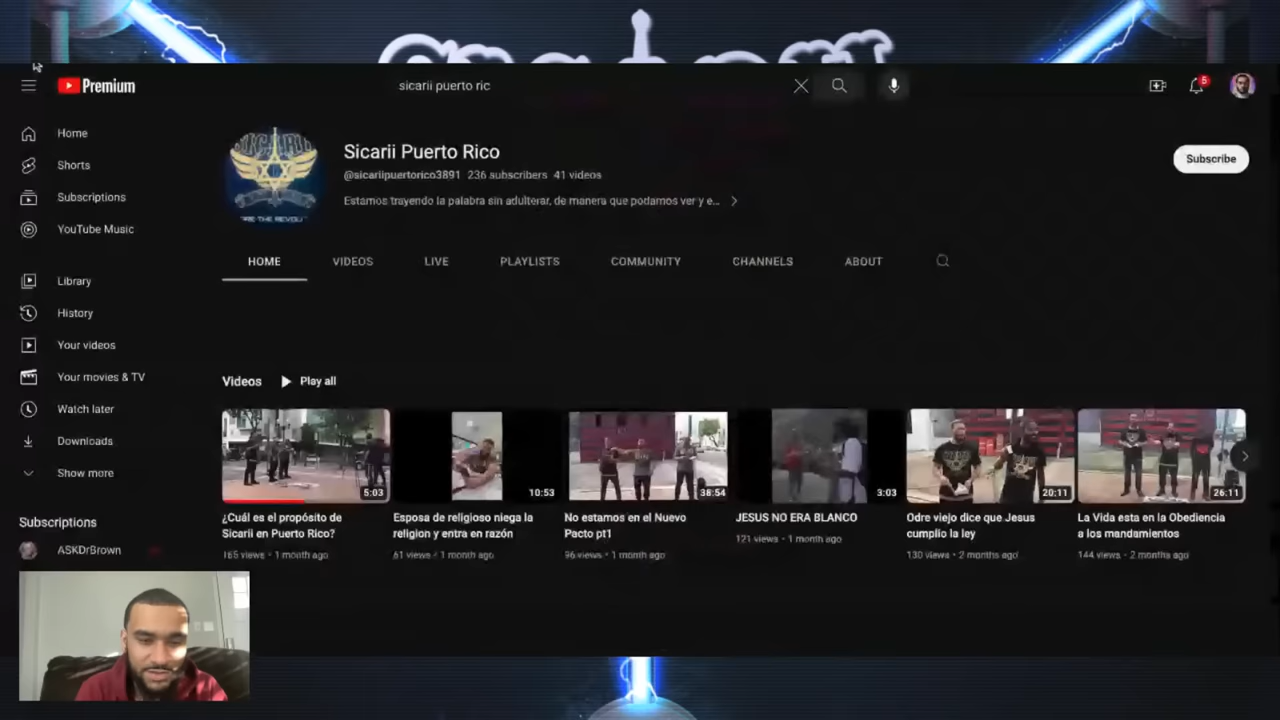 Premium
sicarii puerto ric
5
Home
Shorts
Subscriptions
YouTube Music
Library
History
Your videos
Your movies & TV
Watch later
Downloads
Show more
Subscriptions
ASKDrBrown
SICARII
Sicarii Puerto Rico
@sicariipuertorico3891 236 subscribers 41 videos
Estamos trayendo la palabra sin adulterar, de manera que podamos ver y e...
Subscribe
HOME VIDEOS LIVE PLAYLISTS COMMUNITY CHANNELS ABOUT
Videos Play all
5:03
¿Cuál es el propósito de
Sicarii en Puerto Rico?
165 views • 1 month ago
10:53
Esposa de religioso niega la
religion y entra en razón
61 views • 1 month ago
38:54
No estamos en el Nuevo
Pacto pt1
96 views • 1 month ago
3:03
JESUS NO ERA BLANCO
121 views • 1 month ago
20:11
Odre viejo dice que Jesus
cumplio la ley
130 views • 2 months ago
26:11
La Vida esta en la Obediencia
a los mandamientos
144 views • 2 months ago